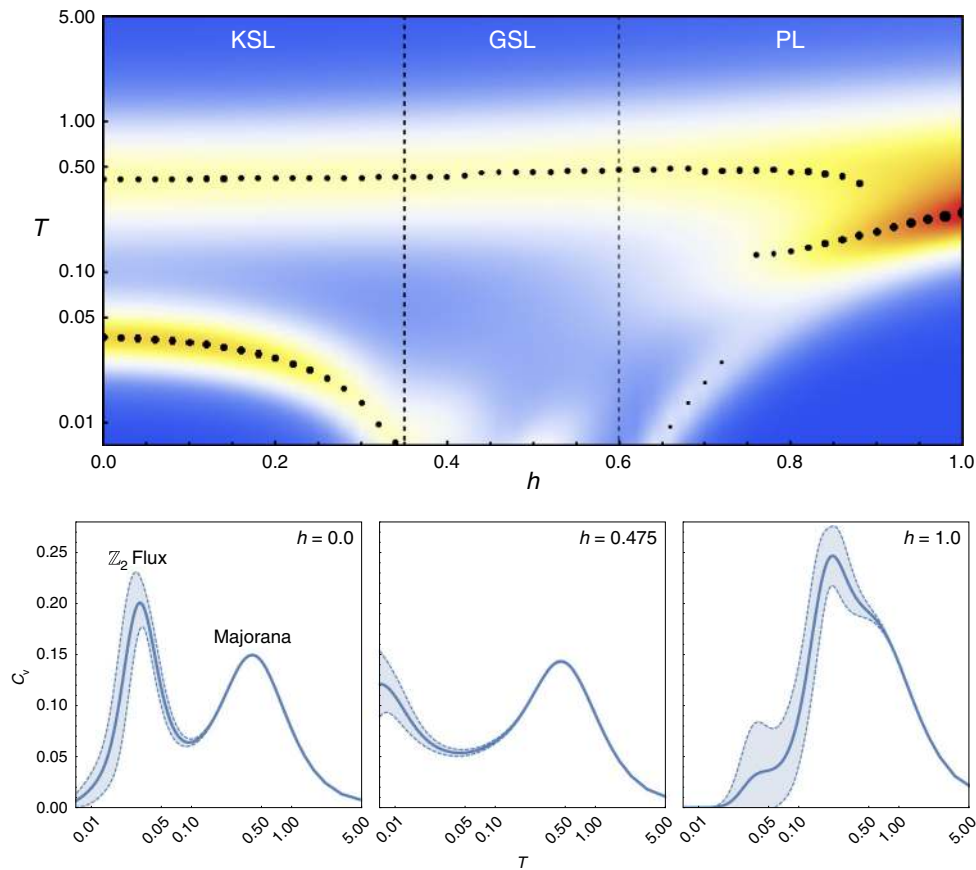 KSL GSL PL
5.00
1.00
0.50
T
0.10
0.05
0.01
0.0 0.2 0.4 0.6 0.8 1.0
h
h = 0.0 h = 0.475 h = 1.0
ℤ₂ Flux
Majorana
0.25
0.20
0.15
0.10
0.05
0.00
Cᵥ
0.01 0.05 0.10 0.50 1.00 5.00 0.01 0.05 0.10 0.50 1.00 5.00 0.01 0.05 0.10 0.50 1.00 5.00
T